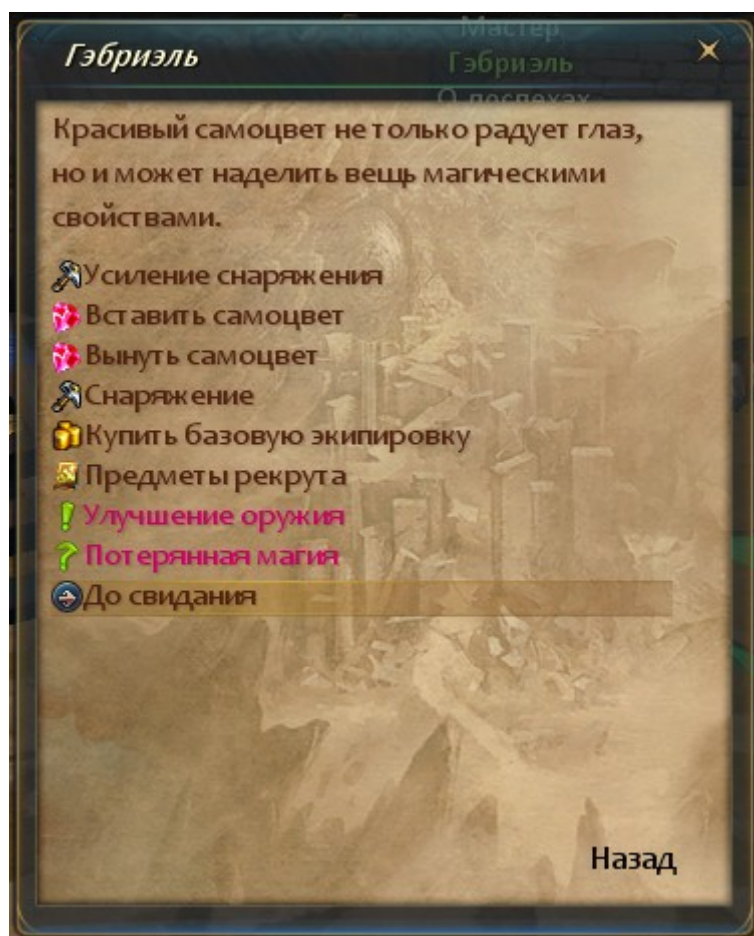 Мастер
Гэбриэль
Гэбриэль
О доспехах
Красивый самоцвет не только радует глаз,
но и может наделить вещь магическими
свойствами.
Усиление снаряжения
Вставить самоцвет
Вынуть самоцвет
Снаряжение
Купить базовую экипировку
Предметы рекрута
Улучшение оружия
Потерянная магия
До свидания
Назад